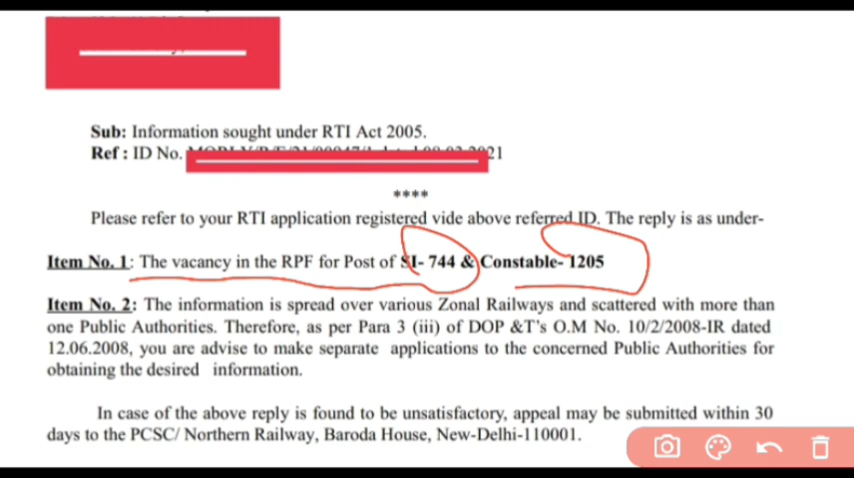 Sub: Information sought under RTI Act 2005.
Ref : ID No. 21
****
Please refer to your RTI application registered vide above referred ID. The reply is as under-
Item No. 1: The vacancy in the RPF for Post of SI- 744 & Constable- 1205
Item No. 2: The information is spread over various Zonal Railways and scattered with more than
one Public Authorities. Therefore, as per Para 3 (iii) of DOP &T's O.M No. 10/2/2008-IR dated
12.06.2008, you are advise to make separate applications to the concerned Public Authorities for
obtaining the desired information.
In case of the above reply is found to be unsatisfactory, appeal may be submitted within 30
days to the PCSC/ Northern Railway, Baroda House, New-Delhi-110001.